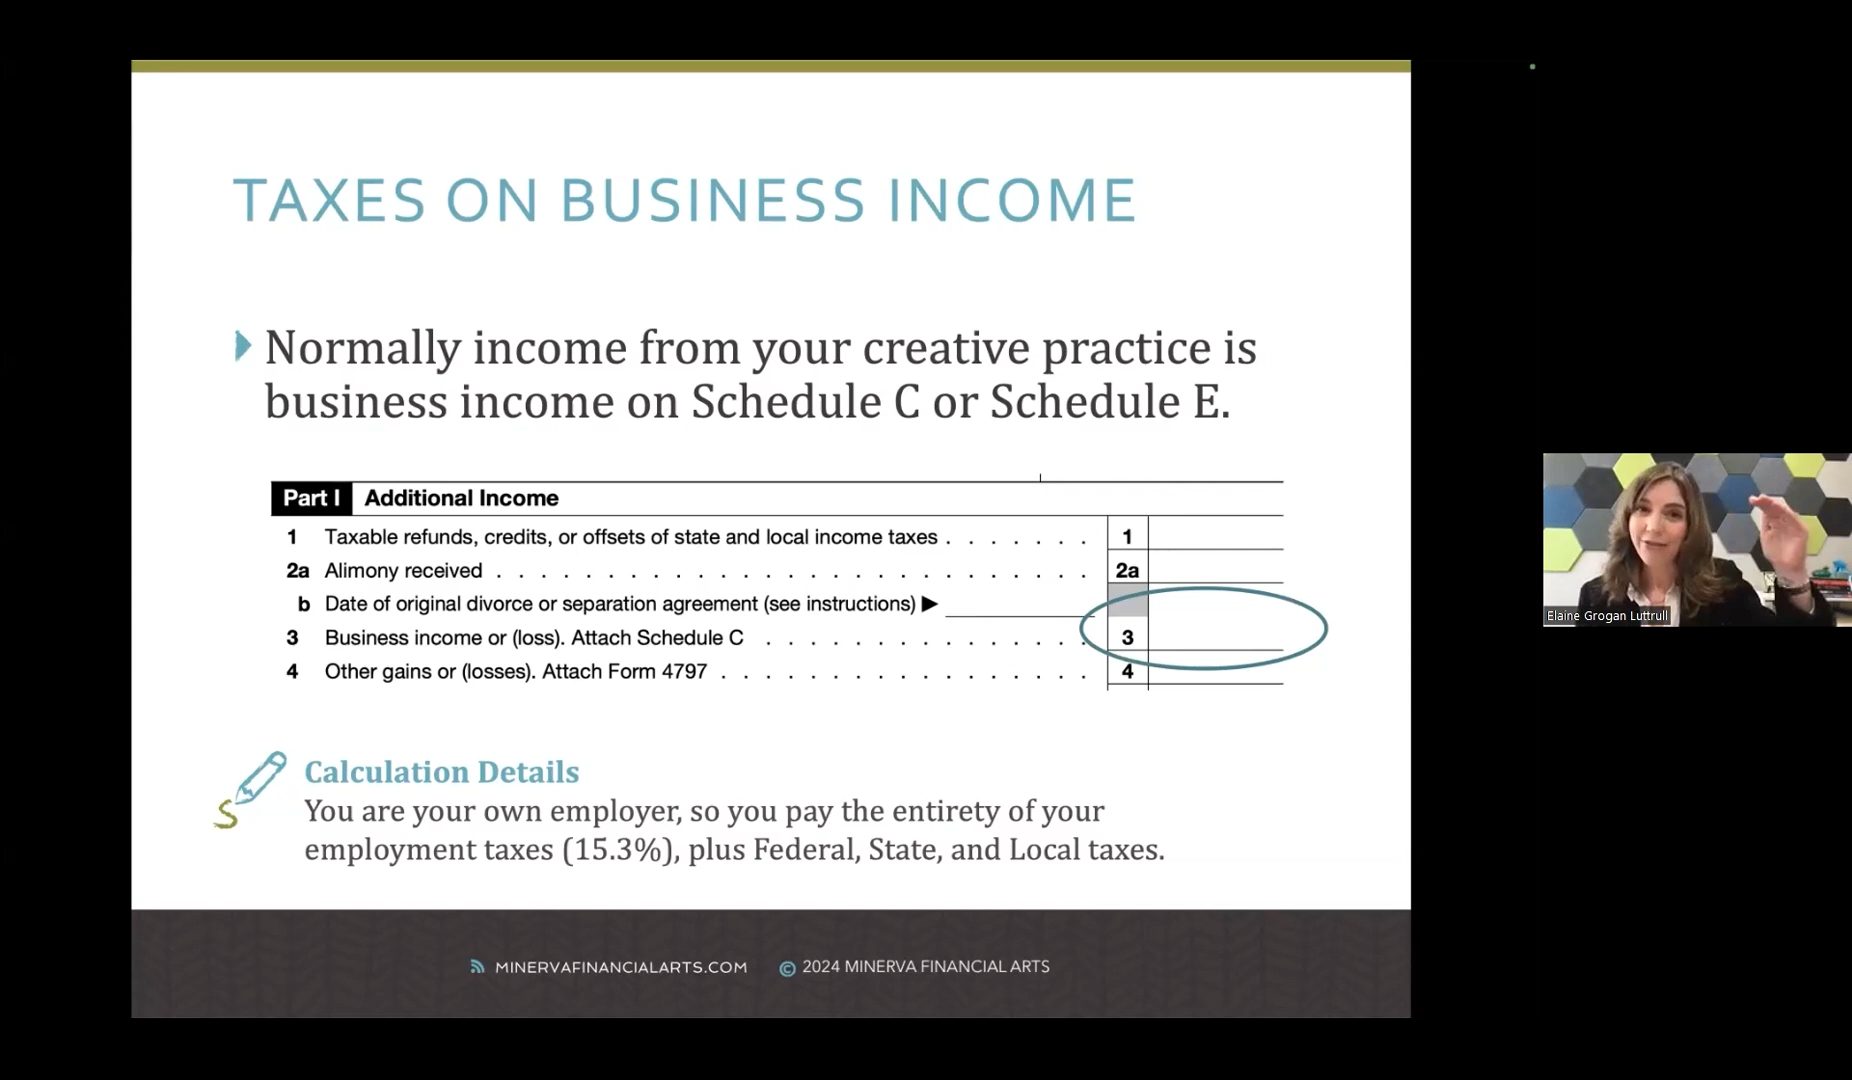 TAXES ON BUSINESS INCOME
Normally income from your creative practice is
business income on Schedule C or Schedule E.
Part I Additional Income
1 Taxable refunds, credits, or offsets of state and local income taxes . . . . . . . 1
2a Alimony received . . . . . . . . . . . . . . . . . . . . . . . . . . . 2a
b Date of original divorce or separation agreement (see instructions) ▶
3 Business income or (loss). Attach Schedule C . . . . . . . . . . . . . . . 3
4 Other gains or (losses). Attach Form 4797 . . . . . . . . . . . . . . . . . 4
Calculation Details
You are your own employer, so you pay the entirety of your
employment taxes (15.3%), plus Federal, State, and Local taxes.
MINERVAFINANCIALARTS.COM © 2024 MINERVA FINANCIAL ARTS
Elaine Grogan Luttrull